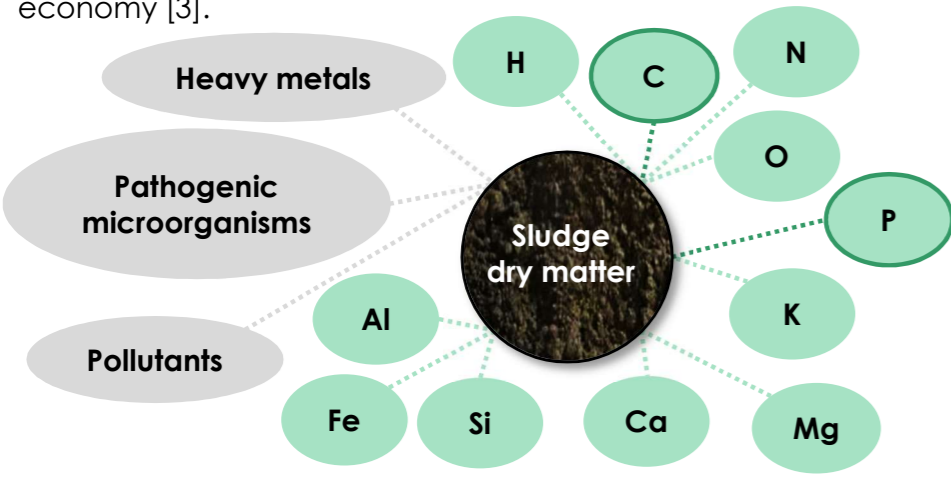 economy [3].
Heavy metals
H
C
N
O
Pathogenic
microorganisms
P
Sludge
dry matter
K
Al
Pollutants
Fe
Si
Ca
Mg